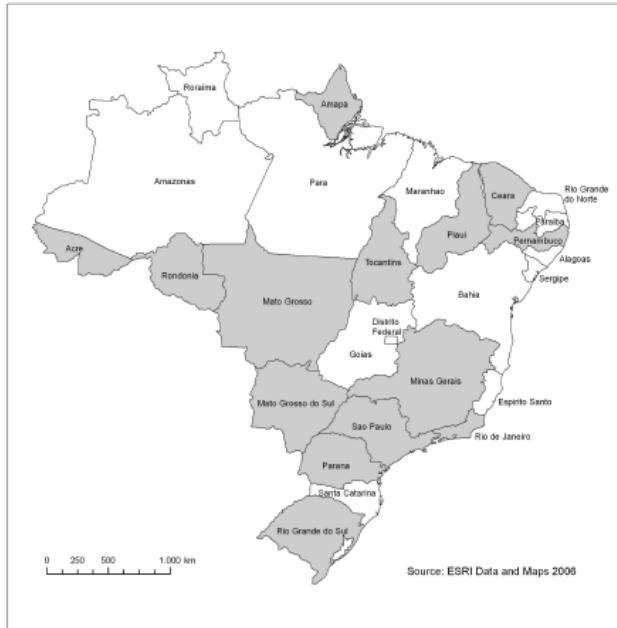 Roraima
Amapa
Amazonas
Para
Maranhao
Ceara
Rio Grande
do Norte
Paraiba
Piaui
Pernambuco
Acre
Tocantins
Alagoas
Rondonia
Sergipe
Mato Grosso
Bahia
Distrito
Federal
Goias
Minas Gerais
Mato Grosso do Sul
Espirito Santo
Sao Paulo
Rio de Janeiro
Parana
Santa Catarina
Rio Grande do Sul
0 250 500 1.000 km
Source: ESRI Data and Maps 2006